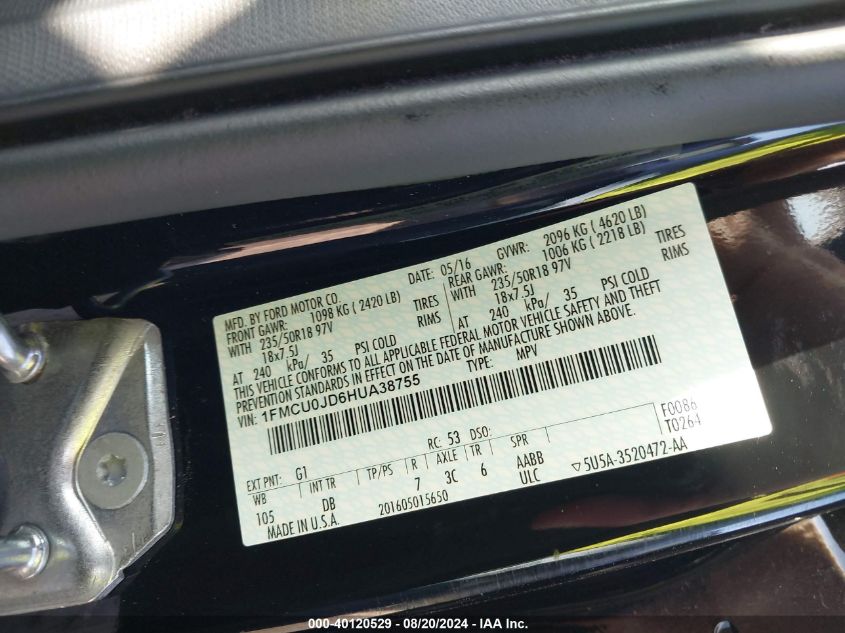 MFD. BY FORD MOTOR CO.
DATE: 05/16 GVWR: 2096 KG ( 4620 LB)
FRONT GAWR: 1098 KG ( 2420 LB) REAR GAWR: 1006 KG ( 2218 LB)
WITH 235/50R18 97V TIRES WITH 235/50R18 97V TIRES
18x7.5J RIMS 18x7.5J RIMS
AT 240 kPa/ 35 PSI COLD AT 240 kPa/ 35 PSI COLD
THIS VEHICLE CONFORMS TO ALL APPLICABLE FEDERAL MOTOR VEHICLE SAFETY AND THEFT
PREVENTION STANDARDS IN EFFECT ON THE DATE OF MANUFACTURE SHOWN ABOVE.
VIN: 1FMCU0JD6HUA38755 TYPE: MPV
F0086
T0264
EXT PNT: G1 RC: 53 DSO:
WB INT TR TP/PS R AXLE TR SPR
105 DB 7 3C 6 AABB
ULC
MADE IN U.S.A. 201605015650 ▽5U5A-3520472-AA
000-40120529 - 08/20/2024 - IAA Inc.